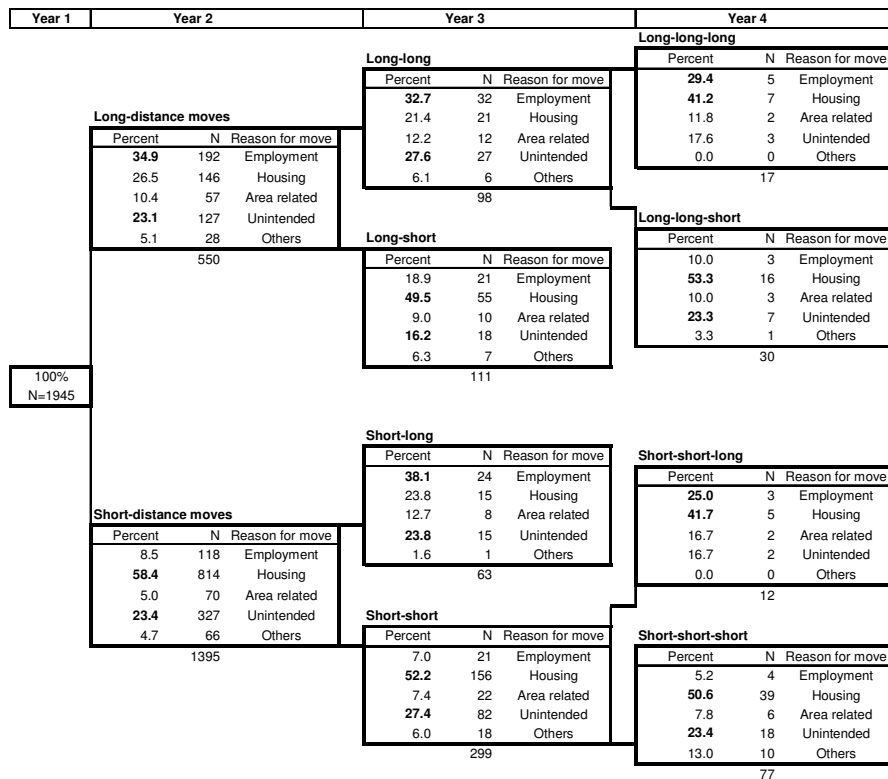 Year 1 Year 2 Year 3 Year 4
Long-distance moves
Percent N Reason for move
34.9 192 Employment
26.5 146 Housing
10.4 57 Area related
23.1 127 Unintended
5.1 28 Others
550
100%
N=1945
Short-distance moves
Percent N Reason for move
8.5 118 Employment
58.4 814 Housing
5.0 70 Area related
23.4 327 Unintended
4.7 66 Others
1395
Long-long
Percent N Reason for move
32.7 32 Employment
21.4 21 Housing
12.2 12 Area related
27.6 27 Unintended
6.1 6 Others
98
Long-short
Percent N Reason for move
18.9 21 Employment
49.5 55 Housing
9.0 10 Area related
16.2 18 Unintended
6.3 7 Others
111
Short-long
Percent N Reason for move
38.1 24 Employment
23.8 15 Housing
12.7 8 Area related
23.8 15 Unintended
1.6 1 Others
63
Short-short
Percent N Reason for move
7.0 21 Employment
52.2 156 Housing
7.4 22 Area related
27.4 82 Unintended
6.0 18 Others
299
Long-long-long
Percent N Reason for move
29.4 5 Employment
41.2 7 Housing
11.8 2 Area related
17.6 3 Unintended
0.0 0 Others
17
Long-long-short
Percent N Reason for move
10.0 3 Employment
53.3 16 Housing
10.0 3 Area related
23.3 7 Unintended
3.3 1 Others
30
Short-short-long
Percent N Reason for move
25.0 3 Employment
41.7 5 Housing
16.7 2 Area related
16.7 2 Unintended
0.0 0 Others
12
Short-short-short
Percent N Reason for move
5.2 4 Employment
50.6 39 Housing
7.8 6 Area related
23.4 18 Unintended
13.0 10 Others
77